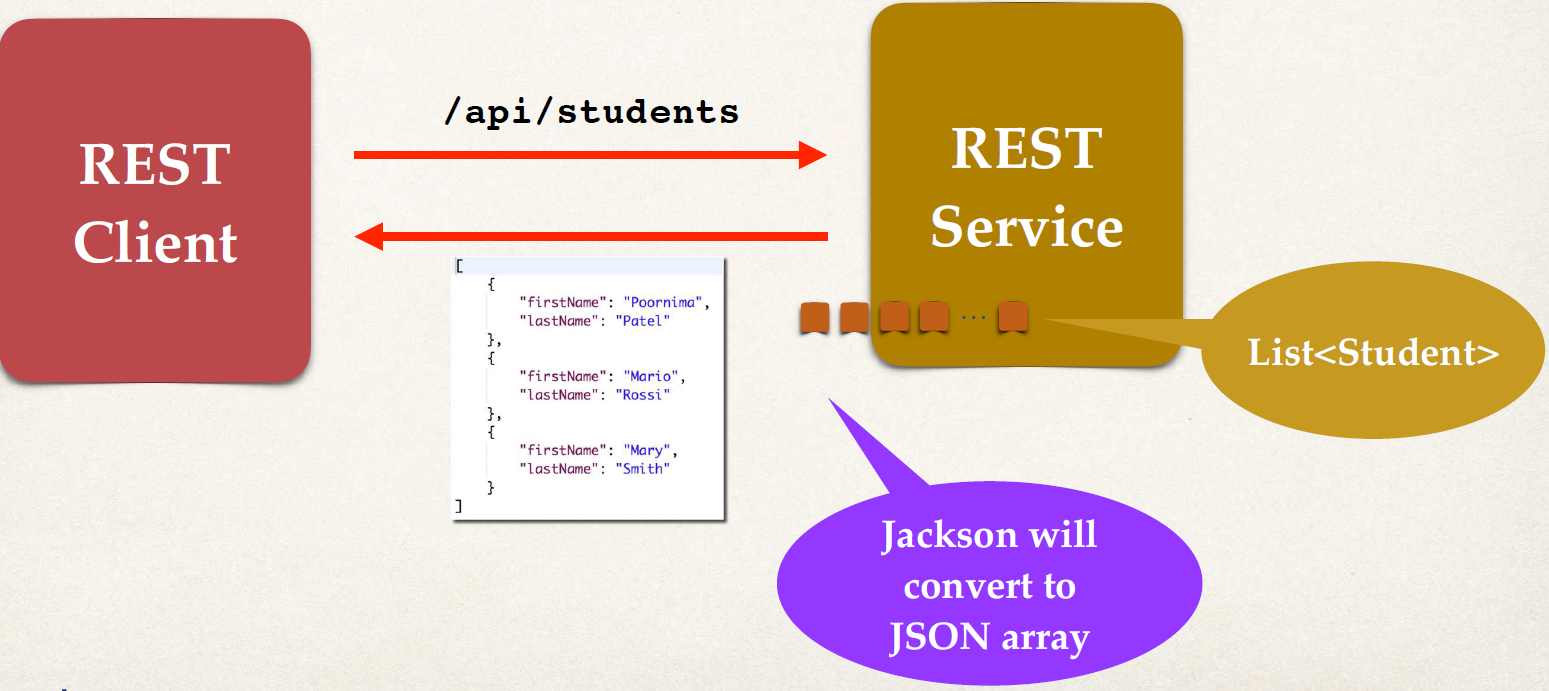 REST
Client
/api/students
REST
Service
[
{
"firstName": "Poornima",
"lastName": "Patel"
},
{
"firstName": "Mario",
"lastName": "Rossi"
},
{
"firstName": "Mary",
"lastName": "Smith"
}
]
...
List<Student>
Jackson will
convert to
JSON array